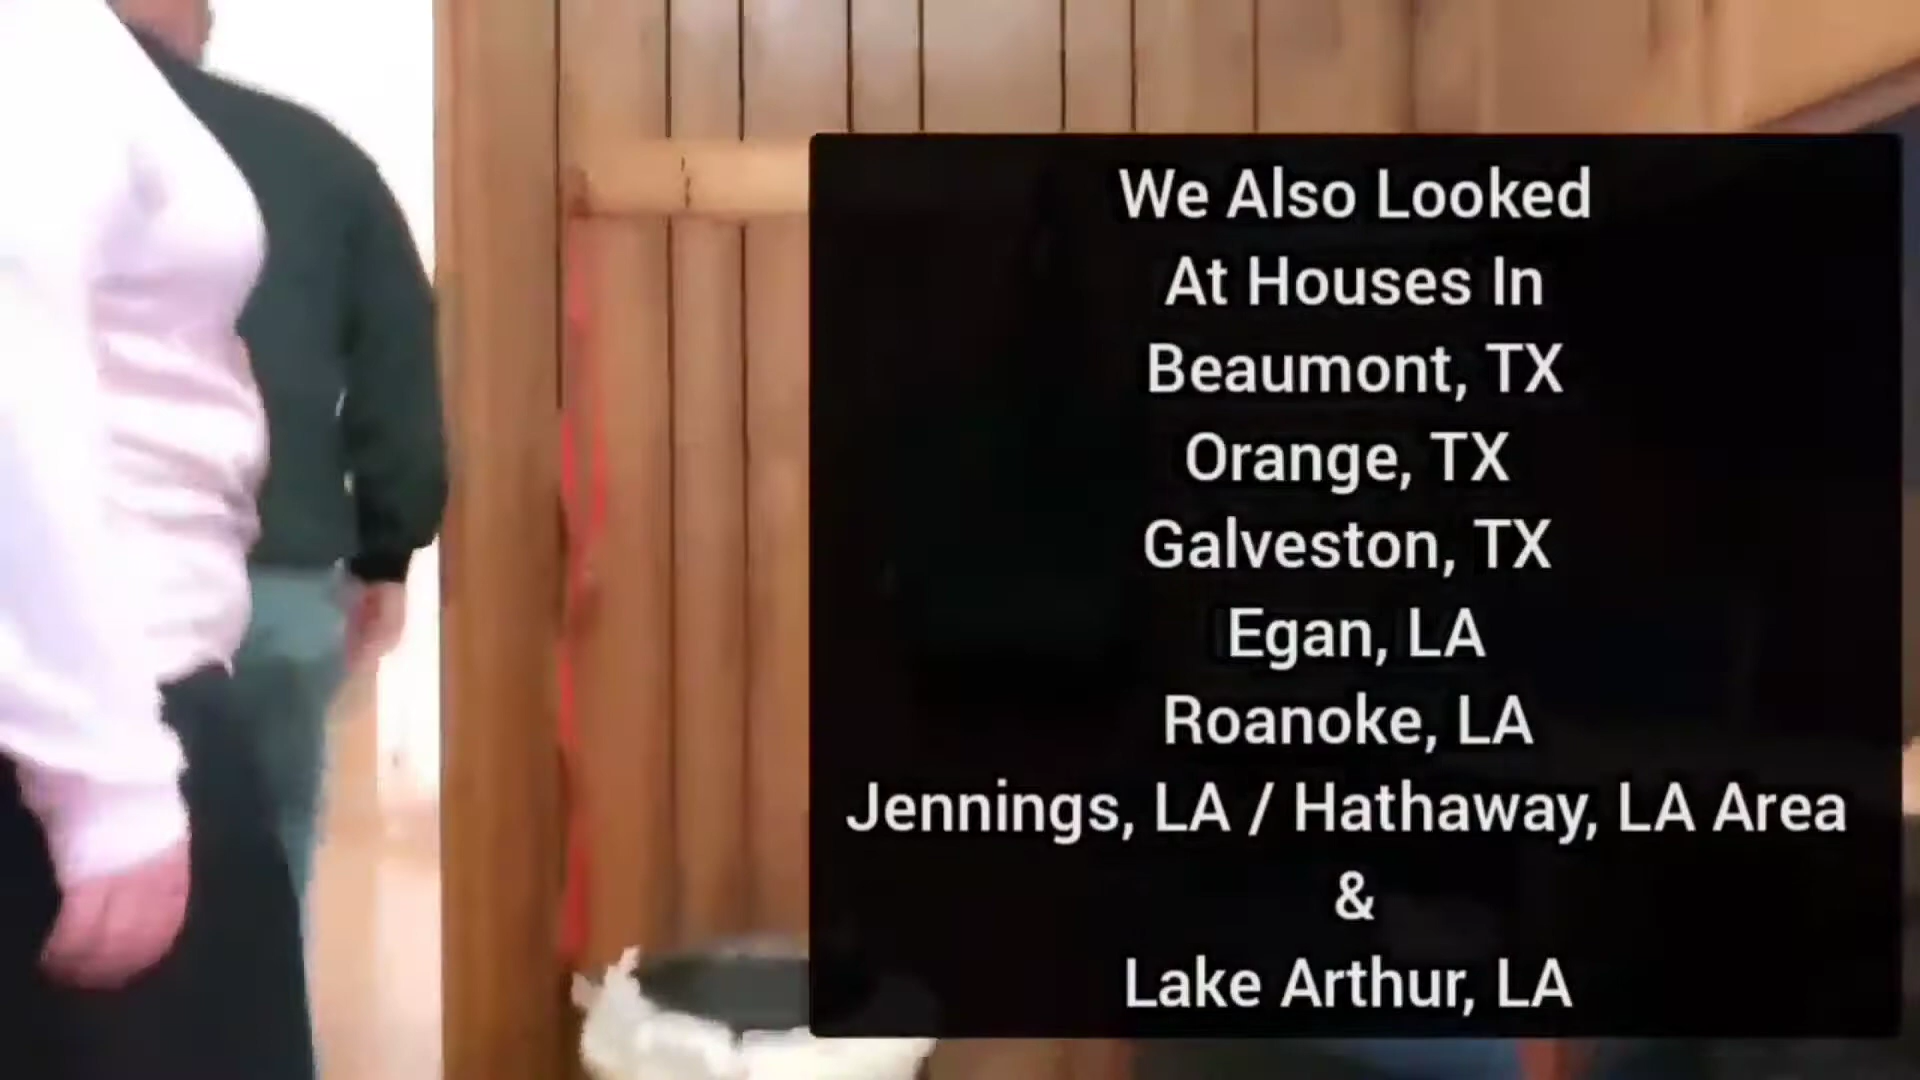 We Also Looked
At Houses In
Beaumont, TX
Orange, TX
Galveston, TX
Egan, LA
Roanoke, LA
Jennings, LA / Hathaway, LA Area
&
Lake Arthur, LA